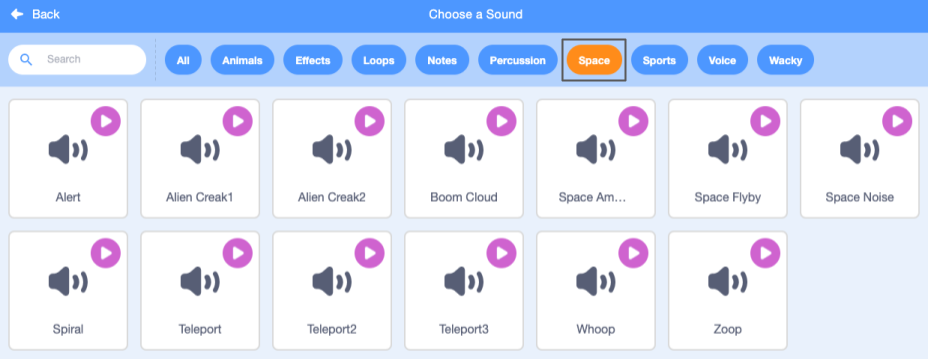 Back
Choose a Sound
Search
All Animals Effects Loops Notes Percussion Space Sports Voice Wacky
Alert Alien Creak1 Alien Creak2 Boom Cloud Space Am... Space Flyby Space Noise
Spiral Teleport Teleport2 Teleport3 Whoop Zoop